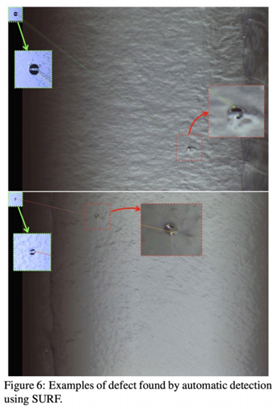 Figure 6: Examples of defect found by automatic detection
using SURF.